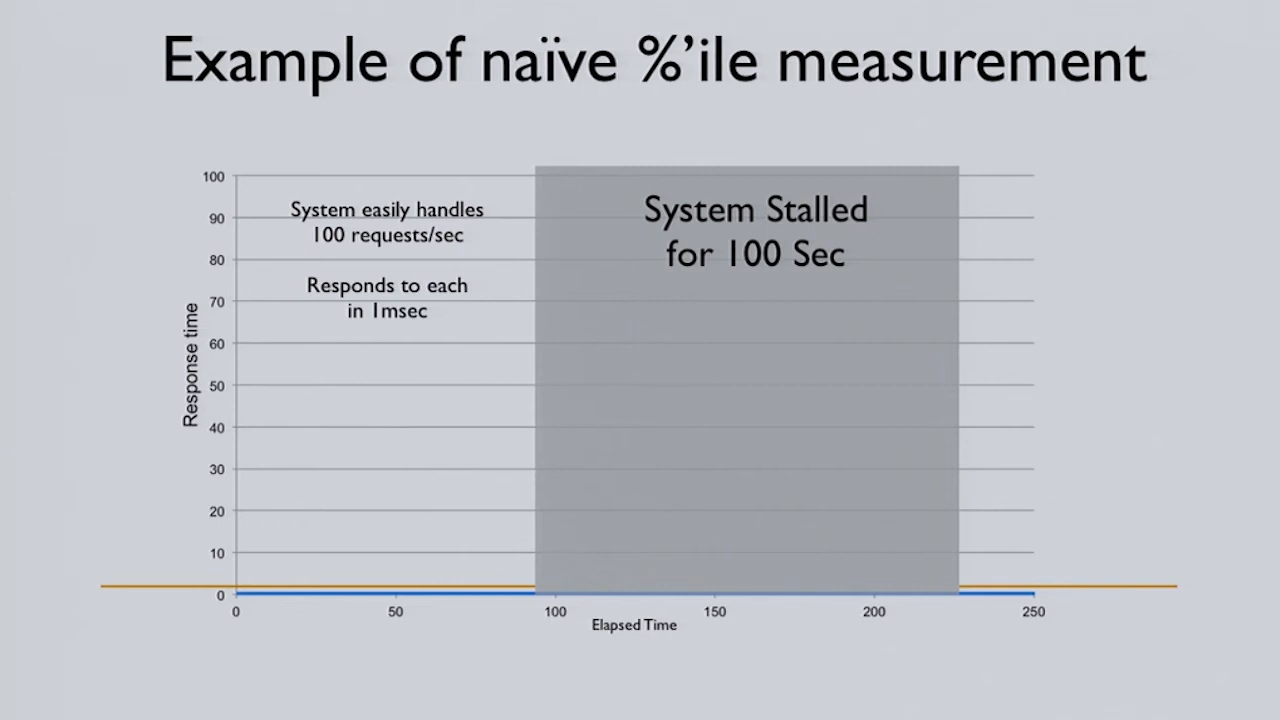 Example of naïve %’ile measurement
System easily handles
100 requests/sec
Responds to each
in 1msec
System Stalled
for 100 Sec
Response time
100
90
80
70
60
50
40
30
20
10
0
0 50 100 150 200 250
Elapsed Time